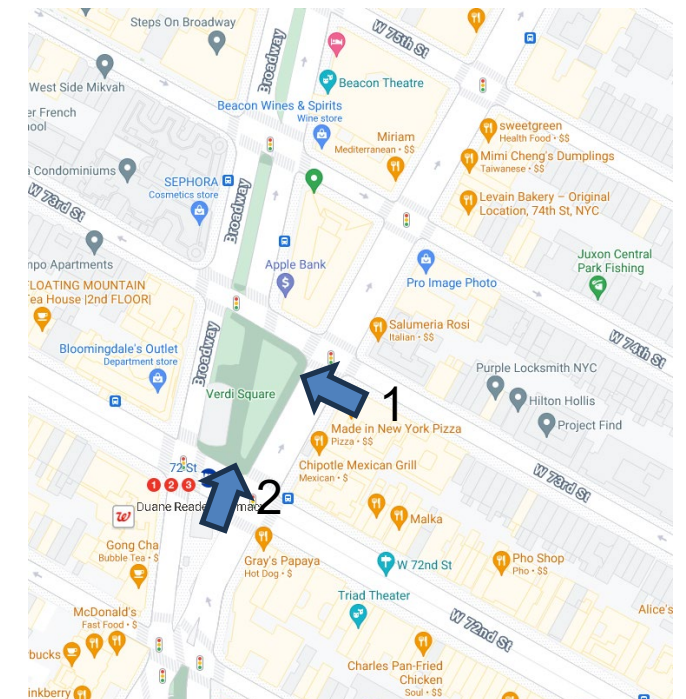 Steps On Broadway
Broadway
W 75th St
West Side Mikvah
Beacon Theatre
er French
ool
Beacon Wines & Spirits
Wine store
Miriam
Mediterranean • $$
sweetgreen
Health Food • $$
Mimi Cheng's Dumplings
Taiwanese • $$
Condominiums
SEPHORA
Cosmetics store
Levain Bakery – Original
Location, 74th St, NYC
W 73rd St
Broadway
mpo Apartments
Apple Bank
Juxon Central
Park Fishing
Pro Image Photo
FLOATING MOUNTAIN
Tea House |2nd FLOOR|
Salumeria Rosi
Italian • $$
W 74th St
Broadway
Bloomingdale's Outlet
Department store
Purple Locksmith NYC
Verdi Square
1
Hilton Hollis
Project Find
Made in New York Pizza
Pizza • $$
72 St
1 2 3
Chipotle Mexican Grill
Mexican • $
W 73rd St
2
Duane Reade
Malka
Gong Cha
Bubble Tea • $
Gray's Papaya
Hot Dog • $
W 72nd St
Pho Shop
Pho • $$
Triad Theater
McDonald's
Fast Food • $
W 72nd St
Alice's
bucks
Charles Pan-Fried
Chicken
Soul • $$
inkberry